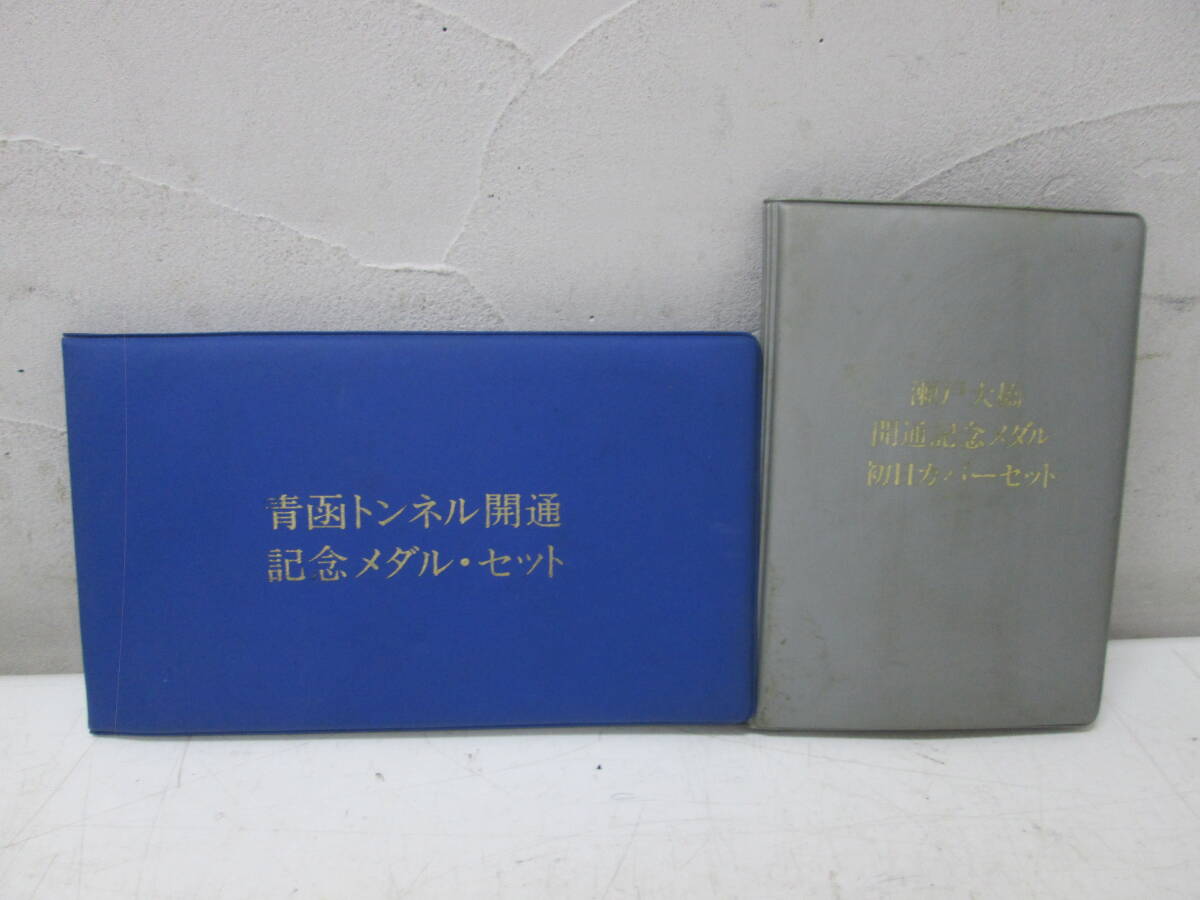 青函トンネル開通
記念メダル・セット
瀬戸大橋
開通記念メダル
初日カバーセット